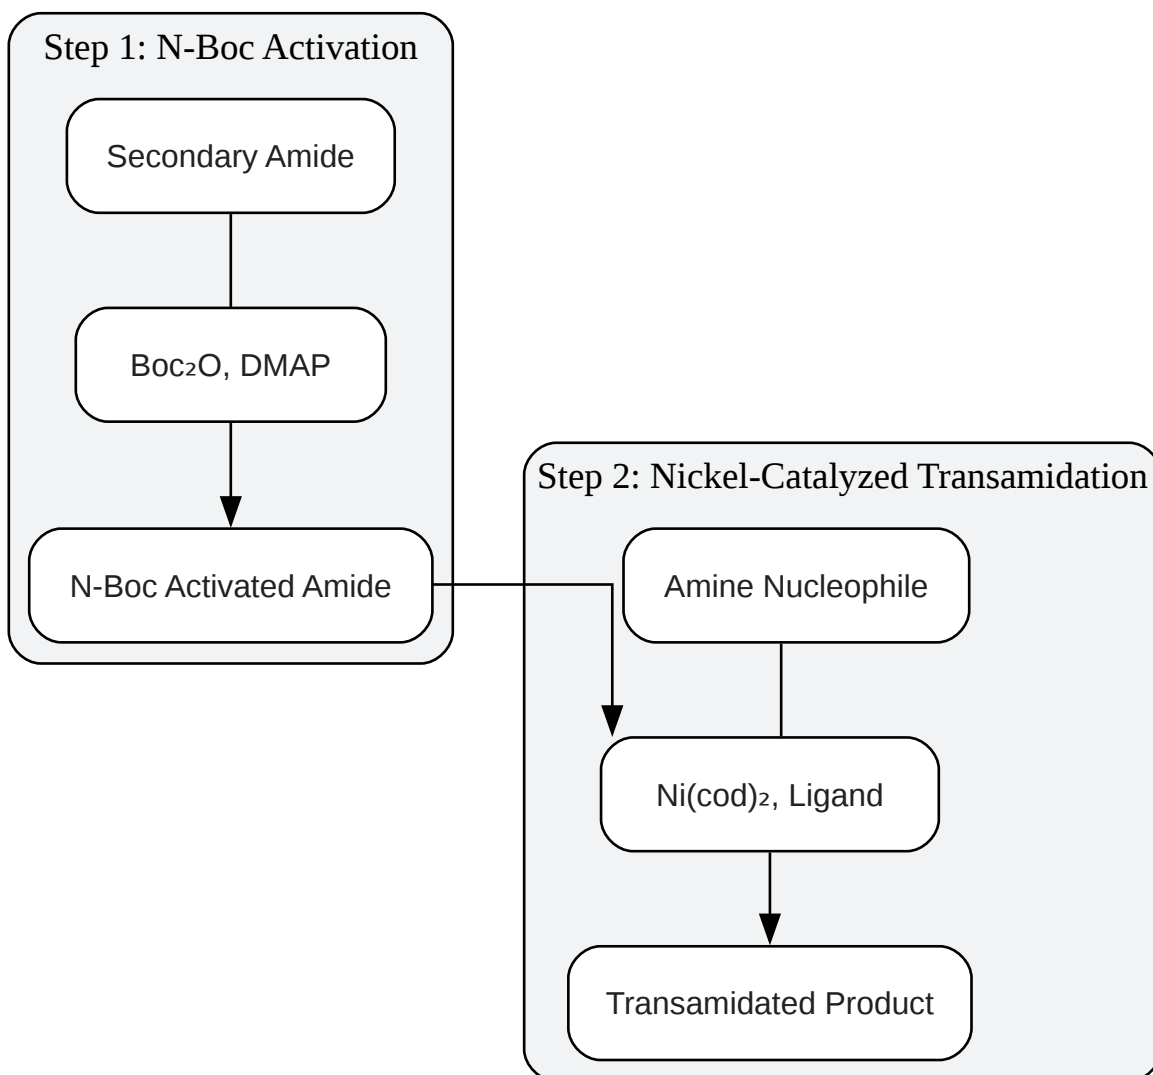 Step 1: N-Boc Activation
Secondary Amide
Boc₂O, DMAP
N-Boc Activated Amide
Step 2: Nickel-Catalyzed Transamidation
Amine Nucleophile
Ni(cod)₂, Ligand
Transamidated Product